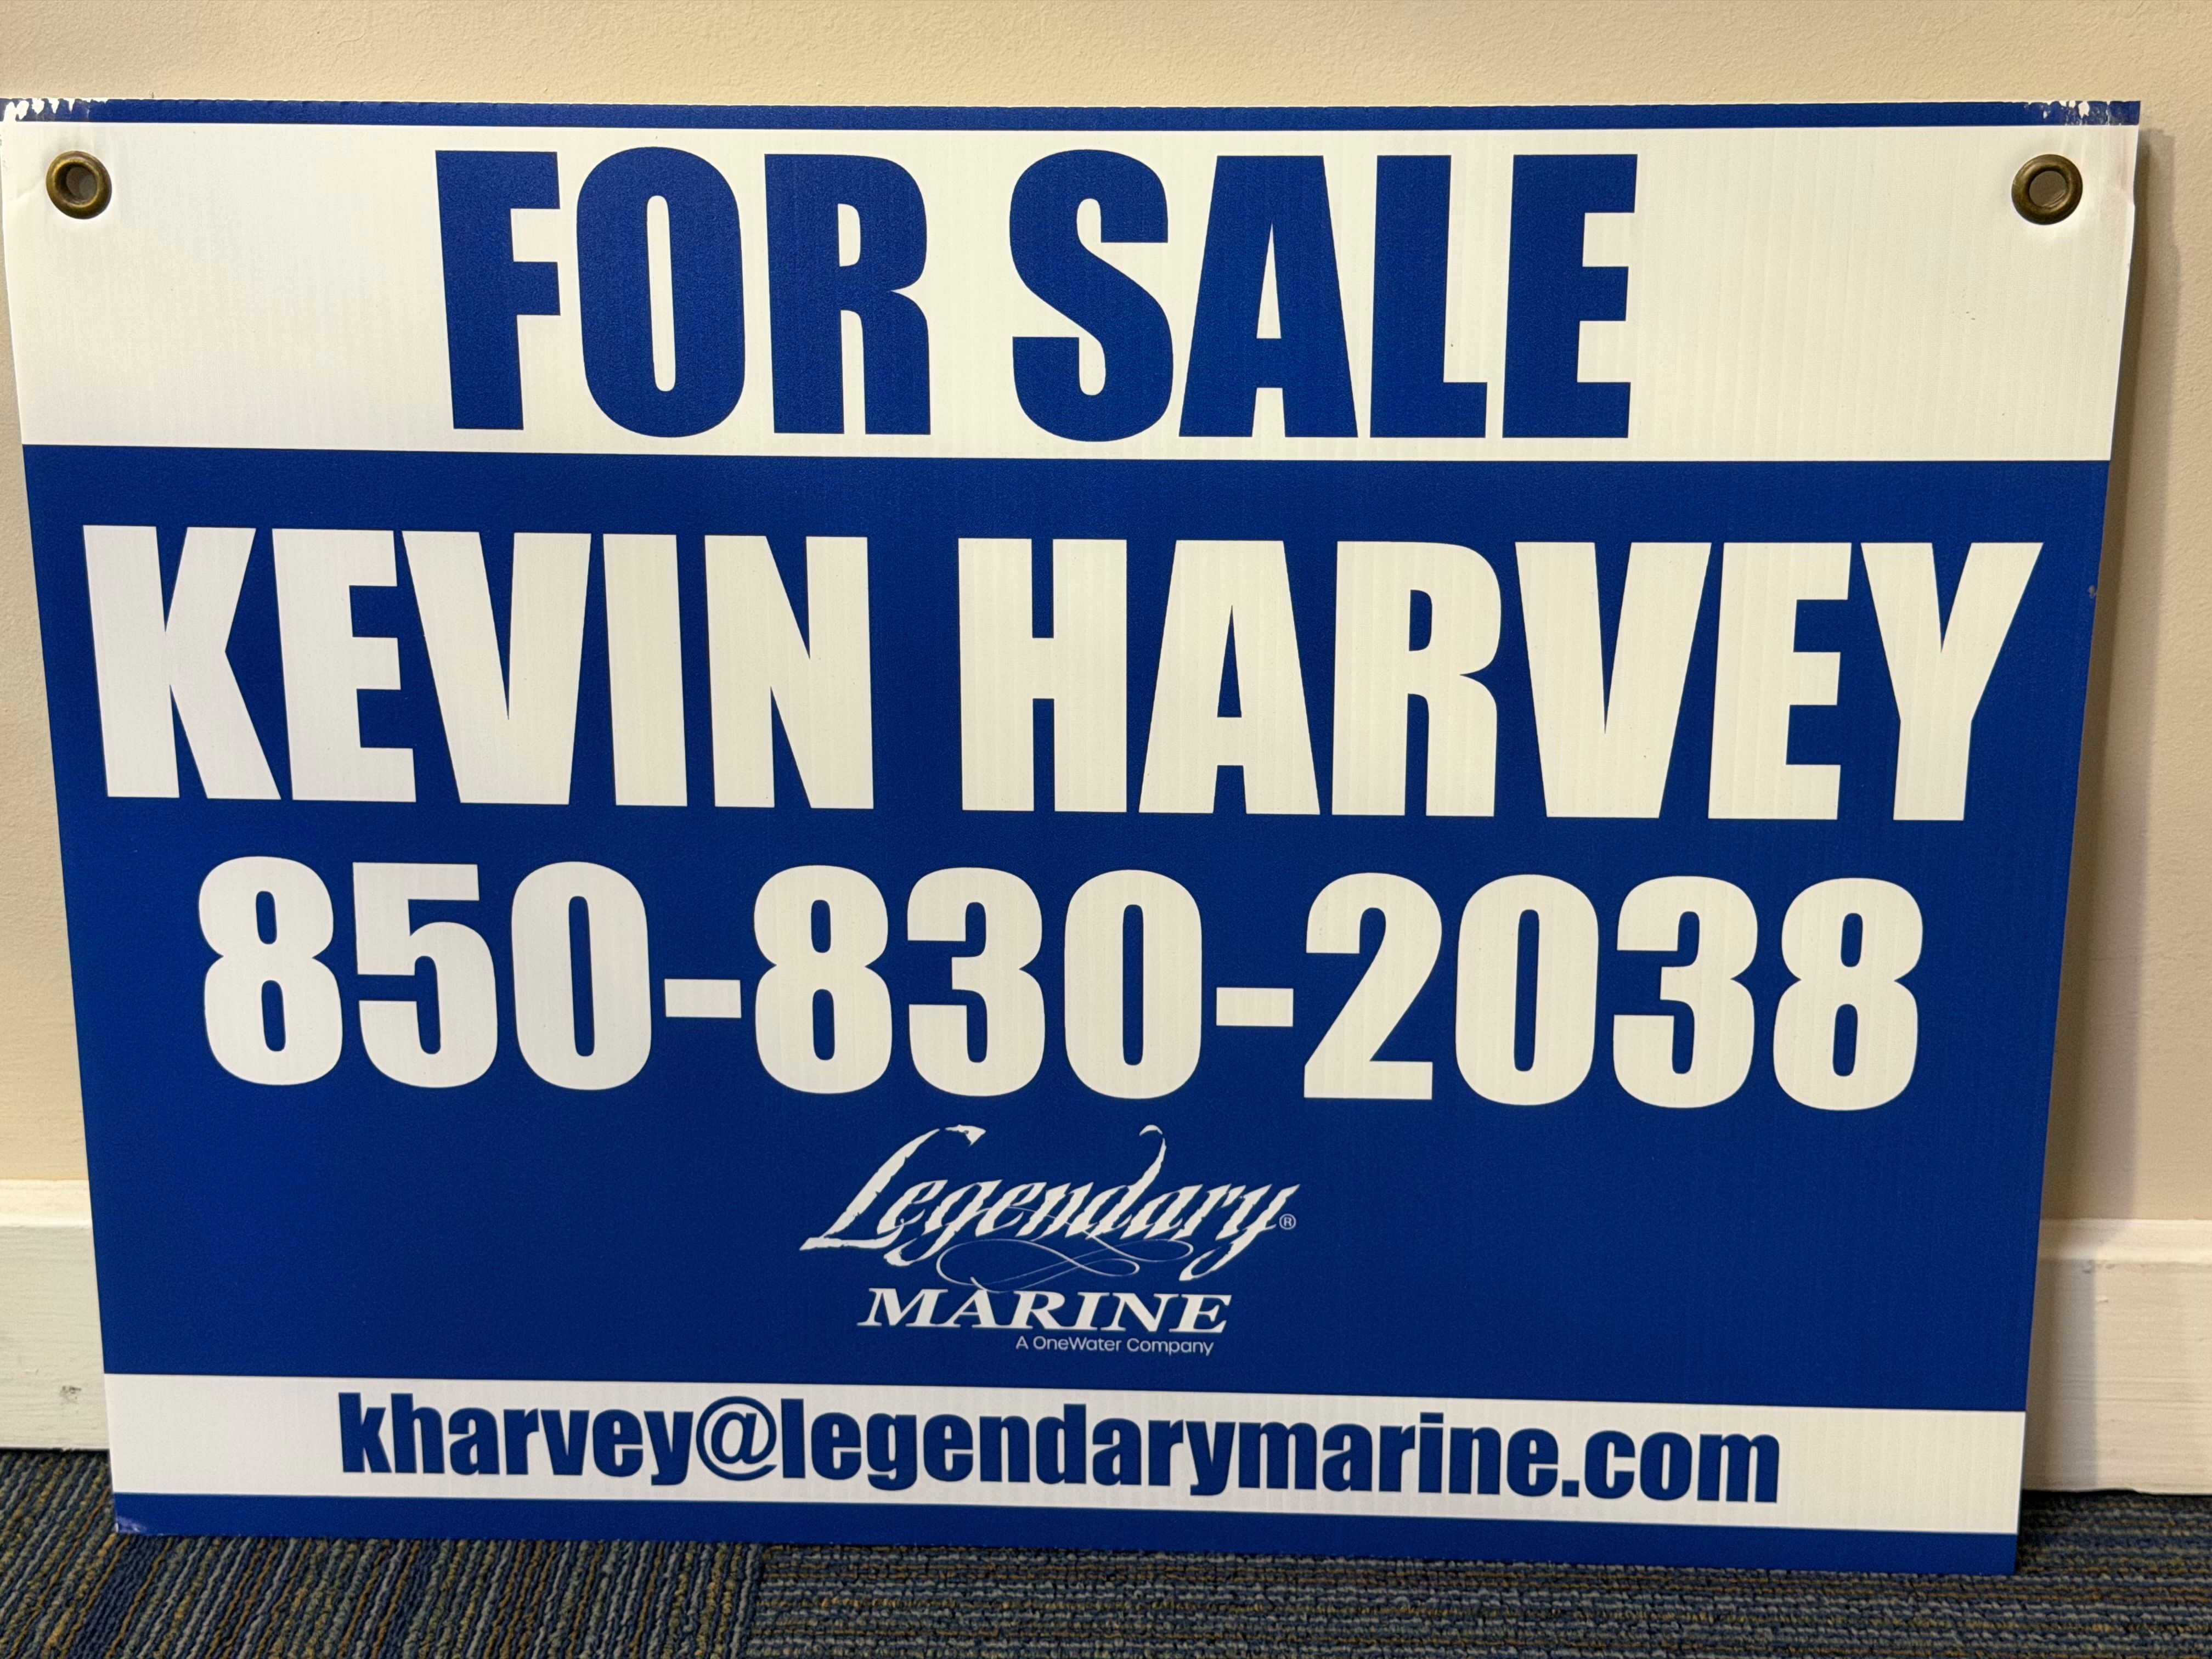 FOR SALE
KEVIN HARVEY
850-830-2038
Legendary®
MARINE
A OneWater Company
kharvey@legendarymarine.com